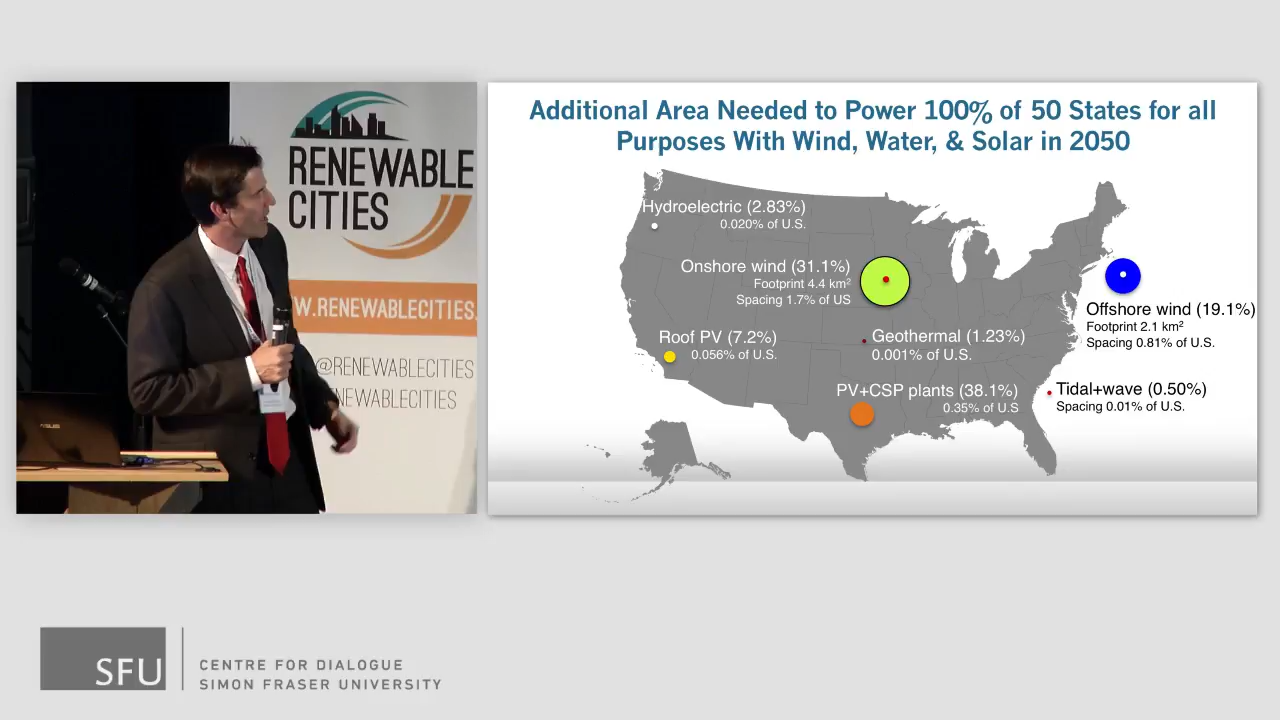 RENEWABLE
CITIES
W.RENEWABLECITIES.
@RENEWABLECITIES
ENEWABLECITIES
ASUS
Additional Area Needed to Power 100% of 50 States for all
Purposes With Wind, Water, & Solar in 2050
Hydroelectric (2.83%)
0.020% of U.S.
Onshore wind (31.1%)
Footprint 4.4 km²
Spacing 1.7% of US
Offshore wind (19.1%)
Footprint 2.1 km²
Spacing 0.81% of U.S.
Roof PV (7.2%)
0.056% of U.S.
Geothermal (1.23%)
0.001% of U.S.
PV+CSP plants (38.1%)
0.35% of U.S
Tidal+wave (0.50%)
Spacing 0.01% of U.S.
SFU
CENTRE FOR DIALOGUE
SIMON FRASER UNIVERSITY